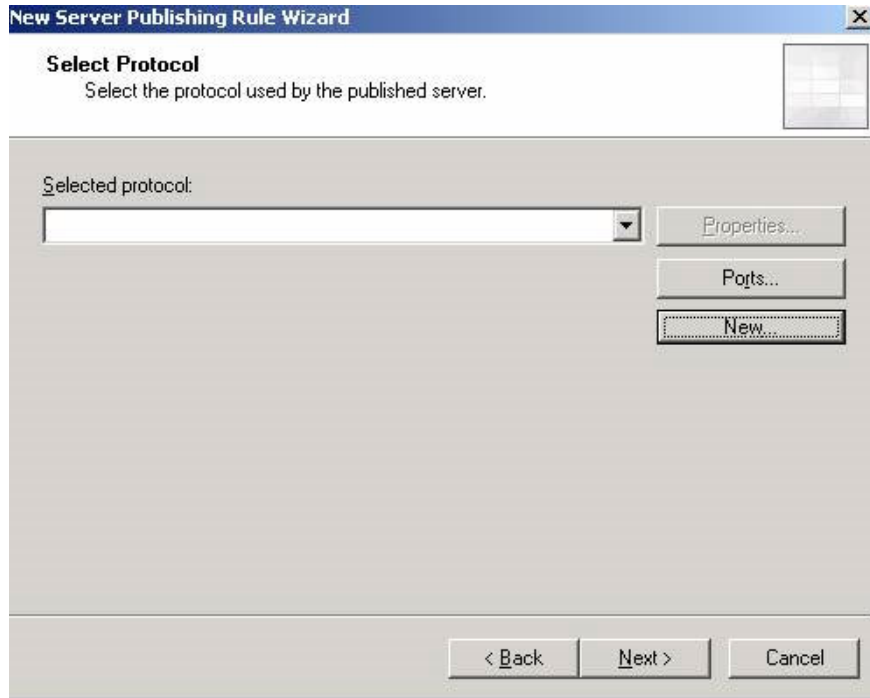 New Server Publishing Rule Wizard
Select Protocol
Select the protocol used by the published server.
Selected protocol:
Properties...
Ports...
New...
< Back
Next >
Cancel